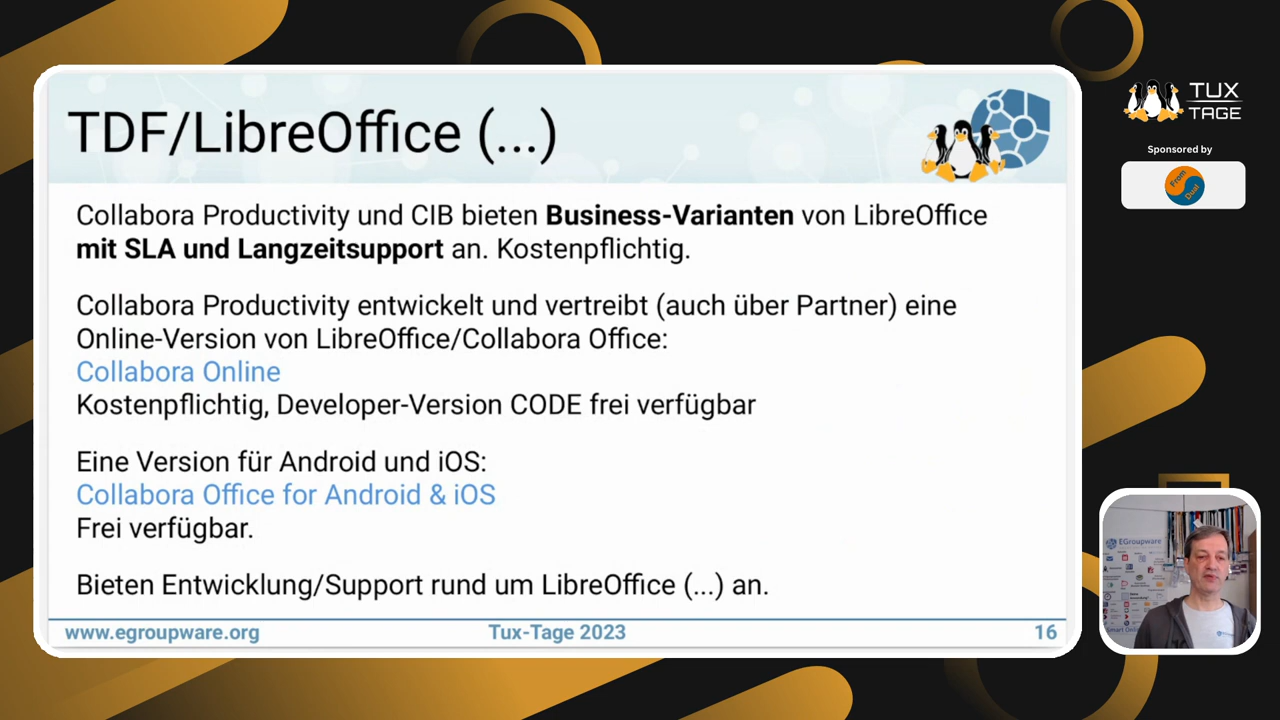 TDF/LibreOffice (...)
Collabora Productivity und CIB bieten Business-Varianten von LibreOffice
mit SLA und Langzeitsupport an. Kostenpflichtig.
Collabora Productivity entwickelt und vertreibt (auch über Partner) eine
Online-Version von LibreOffice/Collabora Office:
Collabora Online
Kostenpflichtig, Developer-Version CODE frei verfügbar
Eine Version für Android und iOS:
Collabora Office for Android & iOS
Frei verfügbar.
Bieten Entwicklung/Support rund um LibreOffice (...) an.
www.egroupware.org
Tux-Tage 2023
16
TUX
TAGE
Sponsored by
From
Dual
EGroupware